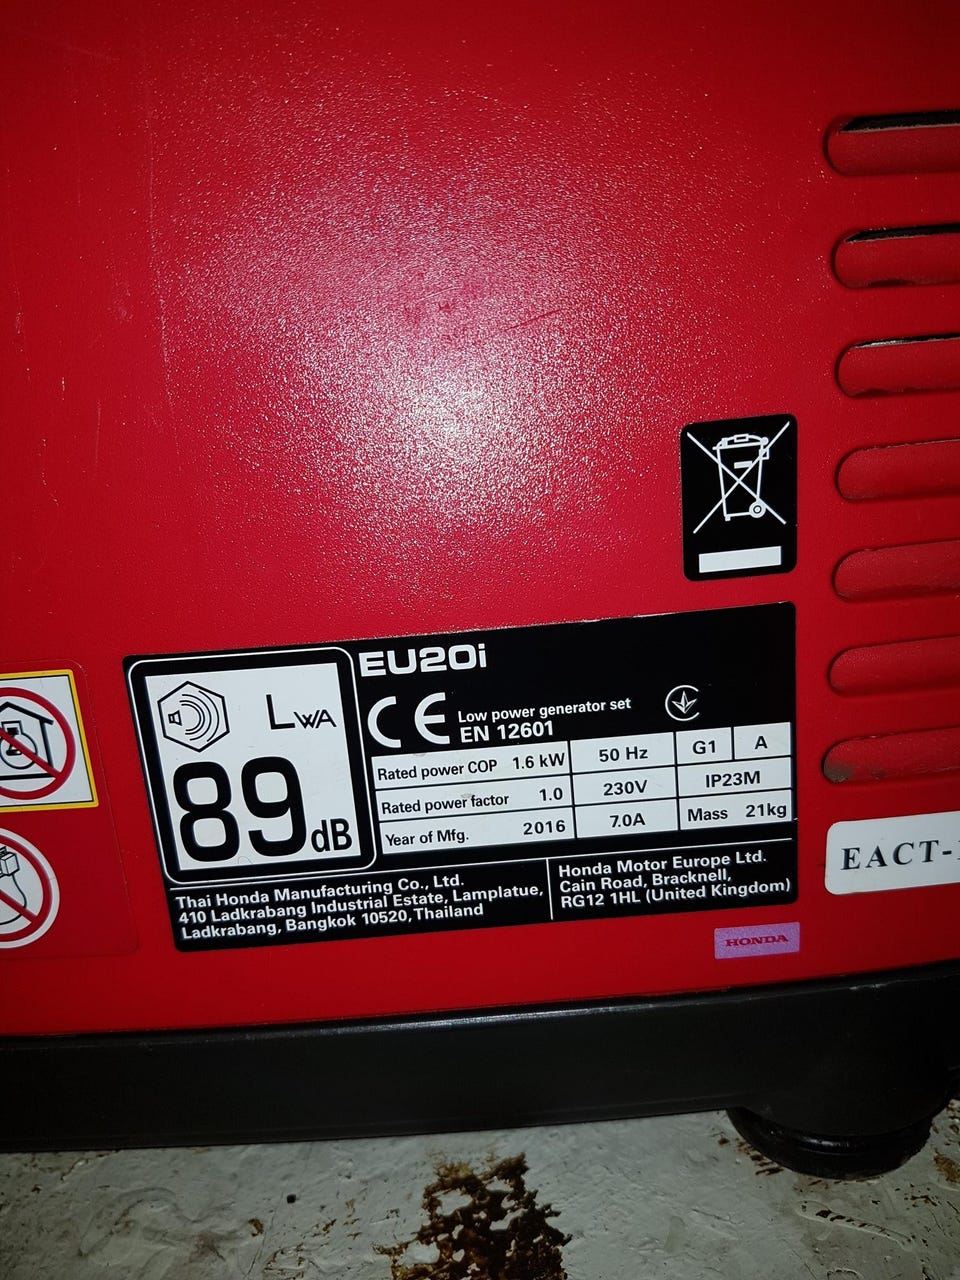 EU20i
LWA
89dB
CE Low power generator set
EN 12601
Rated power COP 1.6 kW 50 Hz G1 A
Rated power factor 1.0 230V IP23M
Year of Mfg. 2016 7.0A Mass 21kg
Thai Honda Manufacturing Co., Ltd.
410 Ladkrabang Industrial Estate, Lamplatue,
Ladkrabang, Bangkok 10520, Thailand
Honda Motor Europe Ltd.
Cain Road, Bracknell,
RG12 1HL (United Kingdom)
EACT-
HONDA